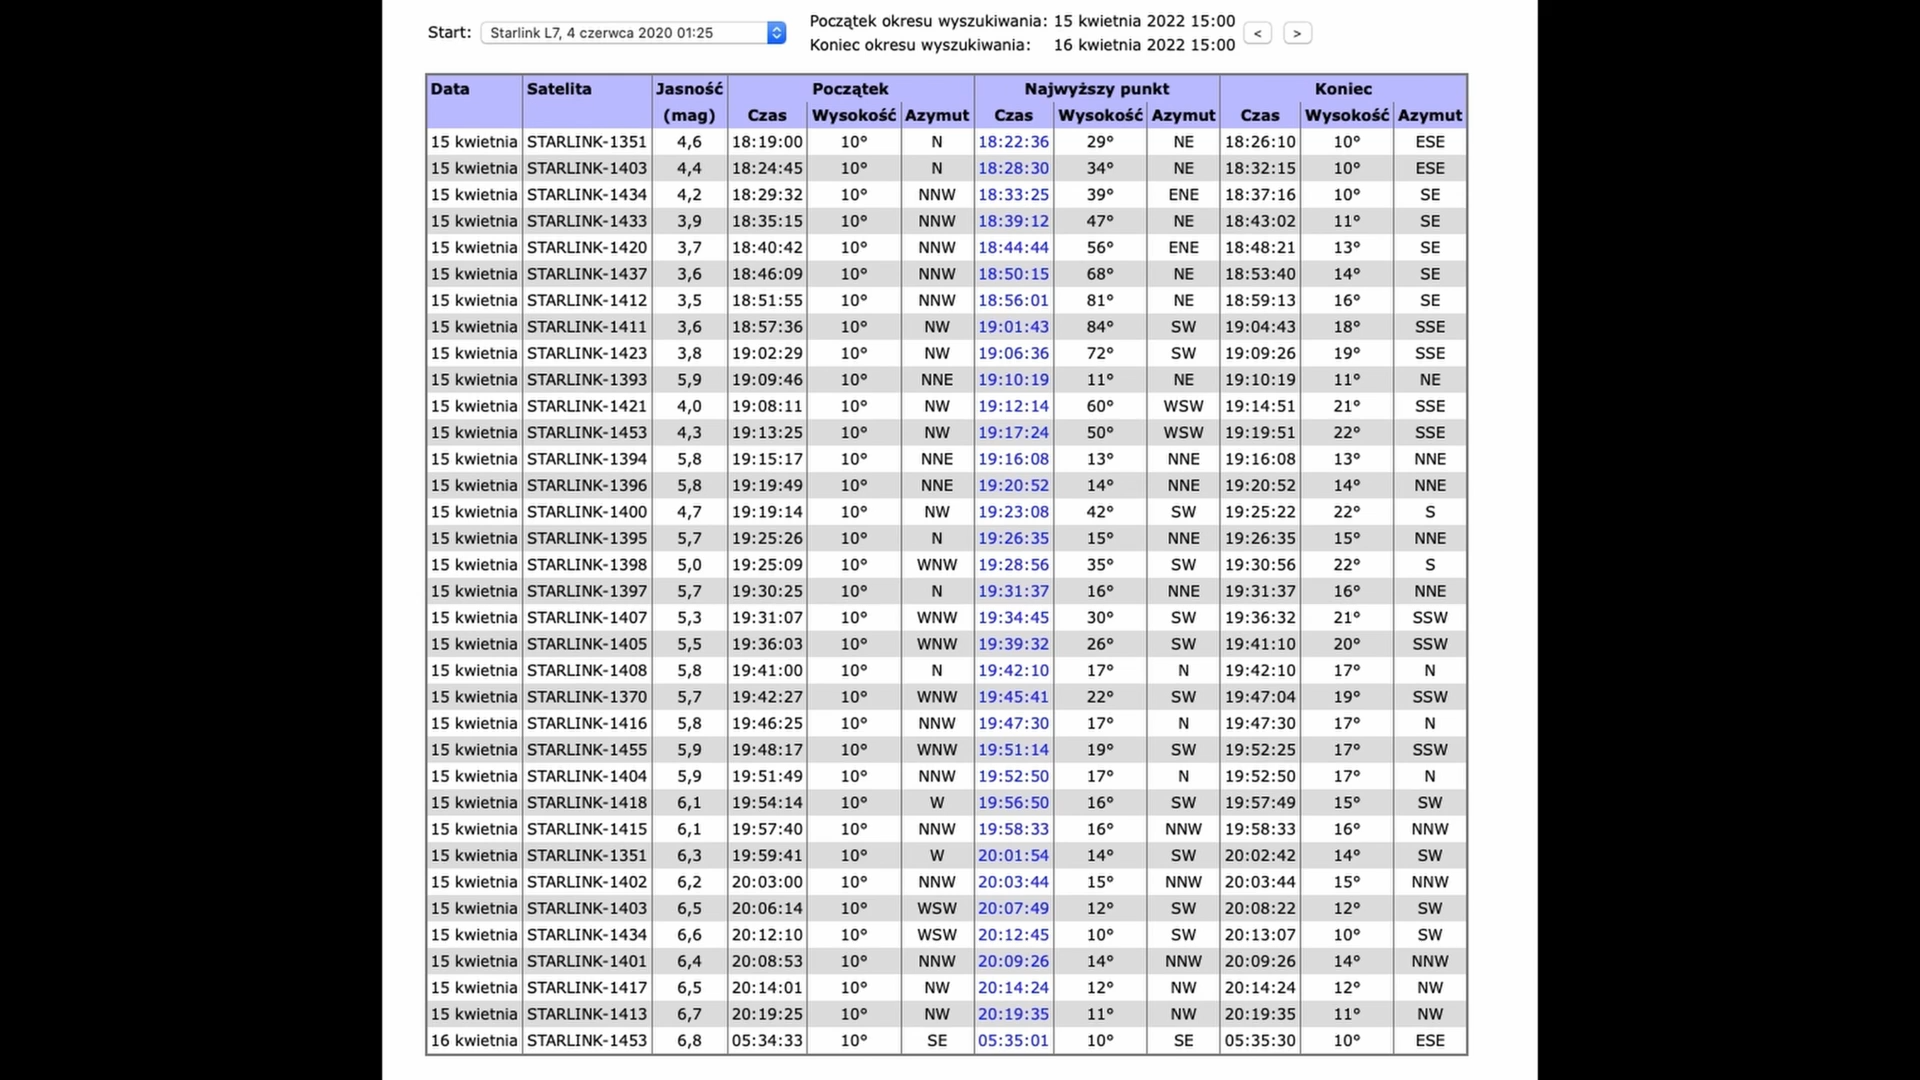 Start: Starlink L7, 4 czerwca 2020 01:25
Początek okresu wyszukiwania: 15 kwietnia 2022 15:00
Koniec okresu wyszukiwania: 16 kwietnia 2022 15:00
< >
Data Satelita Jasność Początek Najwyższy punkt Koniec
(mag) Czas Wysokość Azymut Czas Wysokość Azymut Czas Wysokość Azymut
15 kwietnia STARLINK-1351 4,6 18:19:00 10° N 18:22:36 29° NE 18:26:10 10° ESE
15 kwietnia STARLINK-1403 4,4 18:24:45 10° N 18:28:30 34° NE 18:32:15 10° ESE
15 kwietnia STARLINK-1434 4,2 18:29:32 10° NNW 18:33:25 39° ENE 18:37:16 10° SE
15 kwietnia STARLINK-1433 3,9 18:35:15 10° NNW 18:39:12 47° NE 18:43:02 11° SE
15 kwietnia STARLINK-1420 3,7 18:40:42 10° NNW 18:44:44 56° ENE 18:48:21 13° SE
15 kwietnia STARLINK-1437 3,6 18:46:09 10° NNW 18:50:15 68° NE 18:53:40 14° SE
15 kwietnia STARLINK-1412 3,5 18:51:55 10° NNW 18:56:01 81° NE 18:59:13 16° SE
15 kwietnia STARLINK-1411 3,6 18:57:36 10° NW 19:01:43 84° SW 19:04:43 18° SSE
15 kwietnia STARLINK-1423 3,8 19:02:29 10° NW 19:06:36 72° SW 19:09:26 19° SSE
15 kwietnia STARLINK-1393 5,9 19:09:46 10° NNE 19:10:19 11° NE 19:10:19 11° NE
15 kwietnia STARLINK-1421 4,0 19:08:11 10° NW 19:12:14 60° WSW 19:14:51 21° SSE
15 kwietnia STARLINK-1453 4,3 19:13:25 10° NW 19:17:24 50° WSW 19:19:51 22° SSE
15 kwietnia STARLINK-1394 5,8 19:15:17 10° NNE 19:16:08 13° NNE 19:16:08 13° NNE
15 kwietnia STARLINK-1396 5,8 19:19:49 10° NNE 19:20:52 14° NNE 19:20:52 14° NNE
15 kwietnia STARLINK-1400 4,7 19:19:14 10° NW 19:23:08 42° SW 19:25:22 22° S
15 kwietnia STARLINK-1395 5,7 19:25:26 10° N 19:26:35 15° NNE 19:26:35 15° NNE
15 kwietnia STARLINK-1398 5,0 19:25:09 10° WNW 19:28:56 35° SW 19:30:56 22° S
15 kwietnia STARLINK-1397 5,7 19:30:25 10° N 19:31:37 16° NNE 19:31:37 16° NNE
15 kwietnia STARLINK-1407 5,3 19:31:07 10° WNW 19:34:45 30° SW 19:36:32 21° SSW
15 kwietnia STARLINK-1405 5,5 19:36:03 10° WNW 19:39:32 26° SW 19:41:10 20° SSW
15 kwietnia STARLINK-1408 5,8 19:41:00 10° N 19:42:10 17° N 19:42:10 17° N
15 kwietnia STARLINK-1370 5,7 19:42:27 10° WNW 19:45:41 22° SW 19:47:04 19° SSW
15 kwietnia STARLINK-1416 5,8 19:46:25 10° NNW 19:47:30 17° N 19:47:30 17° N
15 kwietnia STARLINK-1455 5,9 19:48:17 10° WNW 19:51:14 19° SW 19:52:25 17° SSW
15 kwietnia STARLINK-1404 5,9 19:51:49 10° NNW 19:52:50 17° N 19:52:50 17° N
15 kwietnia STARLINK-1418 6,1 19:54:14 10° W 19:56:50 16° SW 19:57:49 15° SW
15 kwietnia STARLINK-1415 6,1 19:57:40 10° NNW 19:58:33 16° NNW 19:58:33 16° NNW
15 kwietnia STARLINK-1351 6,3 19:59:41 10° W 20:01:54 14° SW 20:02:42 14° SW
15 kwietnia STARLINK-1402 6,2 20:03:00 10° NNW 20:03:44 15° NNW 20:03:44 15° NNW
15 kwietnia STARLINK-1403 6,5 20:06:14 10° WSW 20:07:49 12° SW 20:08:22 12° SW
15 kwietnia STARLINK-1434 6,6 20:12:10 10° WSW 20:12:45 10° SW 20:13:07 10° SW
15 kwietnia STARLINK-1401 6,4 20:08:53 10° NNW 20:09:26 14° NNW 20:09:26 14° NNW
15 kwietnia STARLINK-1417 6,5 20:14:01 10° NW 20:14:24 12° NW 20:14:24 12° NW
15 kwietnia STARLINK-1413 6,7 20:19:25 10° NW 20:19:35 11° NW 20:19:35 11° NW
16 kwietnia STARLINK-1453 6,8 05:34:33 10° SE 05:35:01 10° SE 05:35:30 10° ESE